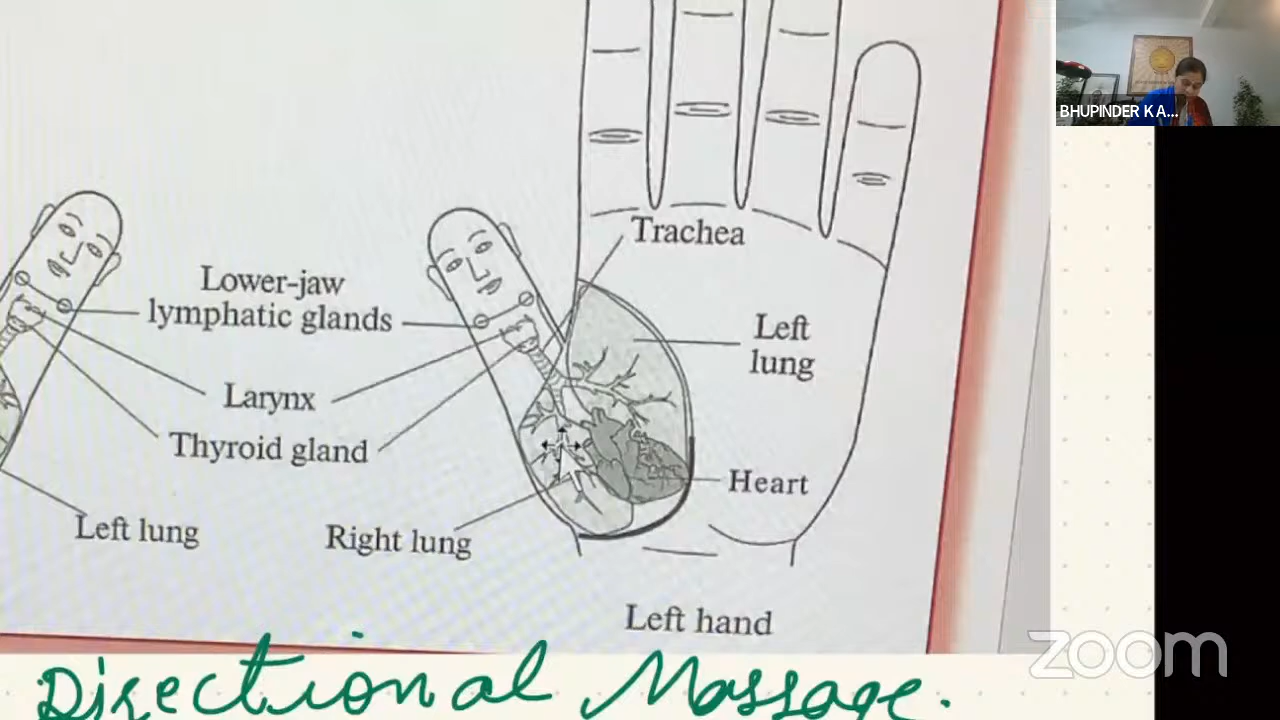 BHUPINDER K A...
Trachea
Lower-jaw
lymphatic glands
Left
lung
Larynx
Thyroid gland
Heart
Left lung
Right lung
Left hand
zoom
Directional Massage.